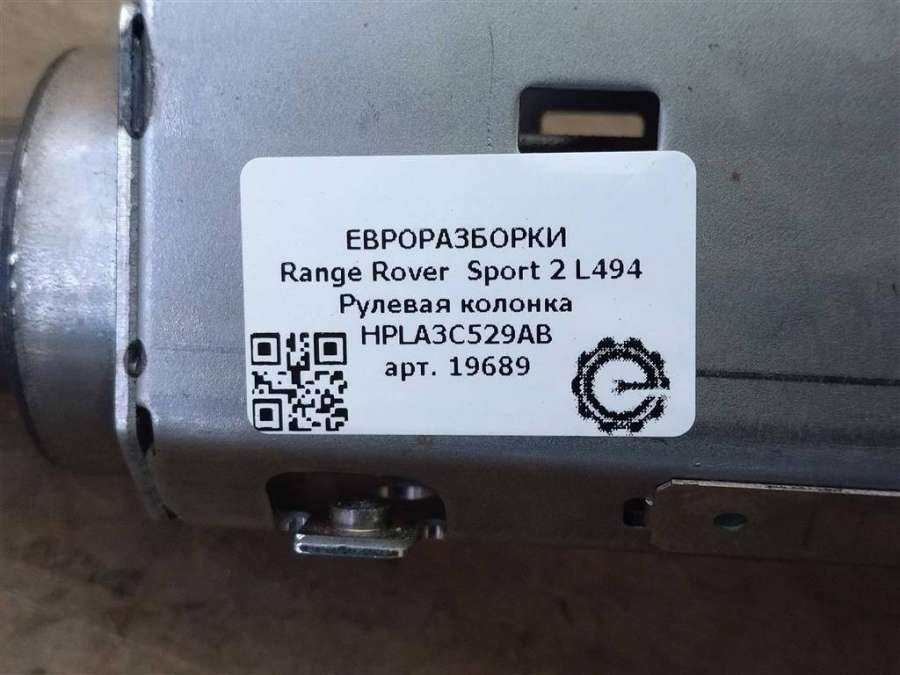 ЕВРОРАЗБОРКИ
Range Rover Sport 2 L494
Рулевая колонка
HPLA3C529AB
арт. 19689